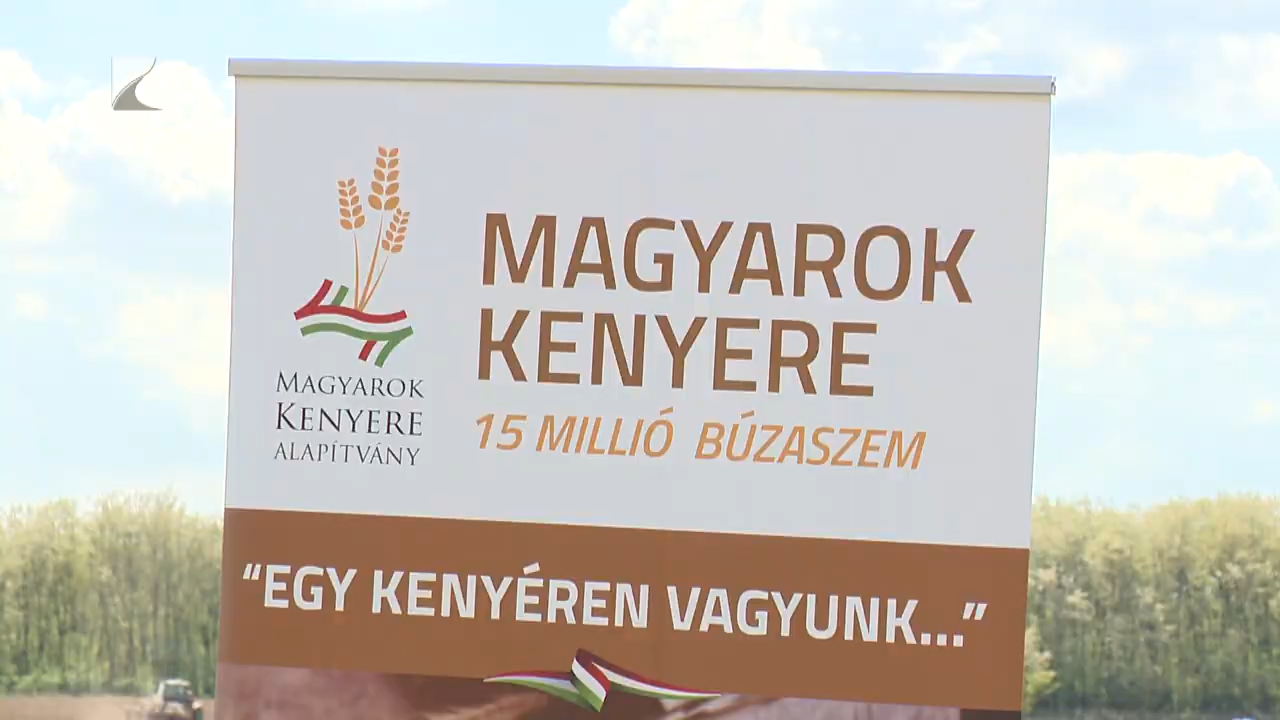 MAGYAROK
KENYERE
15 MILLIÓ BÚZASZEM
MAGYAROK
KENYERE
ALAPÍTVÁNY
“EGY KENYÉREN VAGYUNK...”